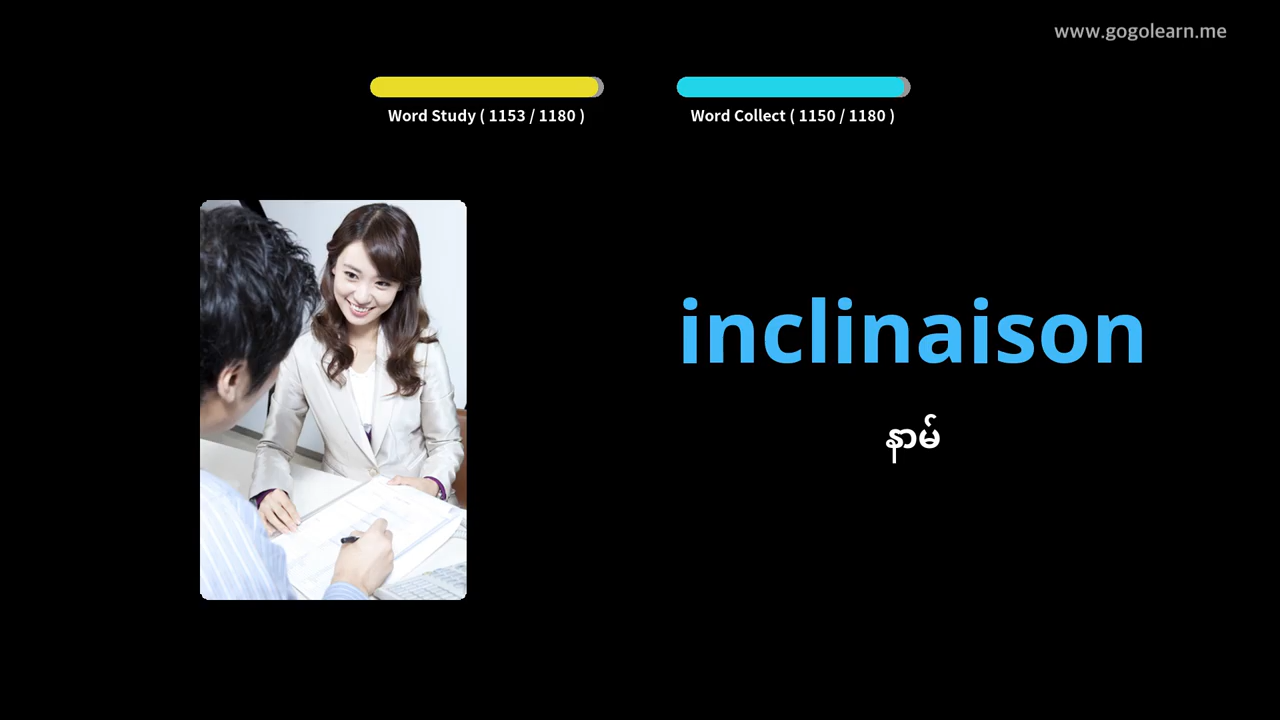 www.gogolearn.me
Word Study ( 1153 / 1180 )
Word Collect ( 1150 / 1180 )
inclinaison
နာမ်